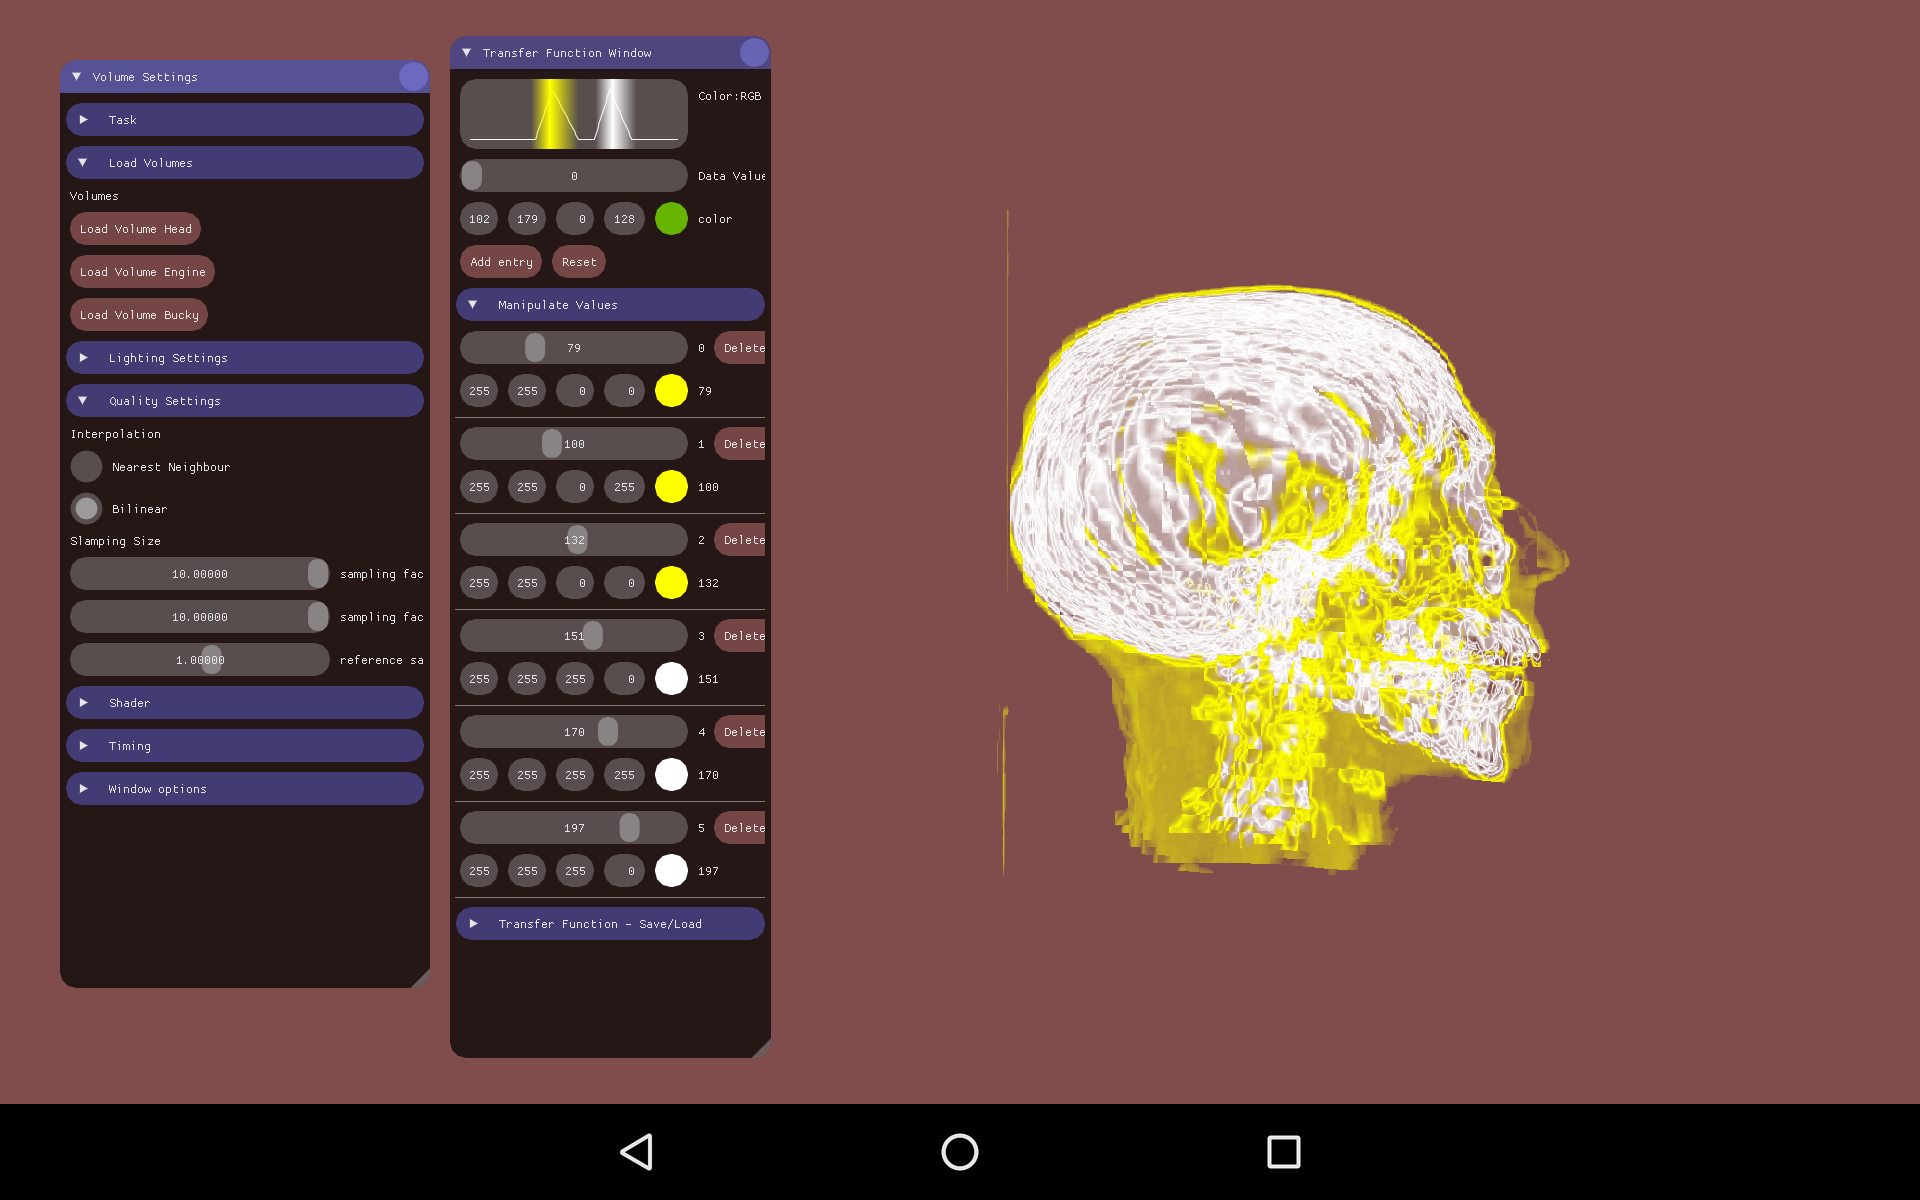 Volume Settings
Task
Load Volumes
Volumes
Load Volume Head
Load Volume Engine
Load Volume Bucky
Lighting Settings
Quality Settings
Interpolation
Nearest Neighbour
Bilinear
Slamping Size
10.00000 sampling fac
10.00000 sampling fac
1.00000 reference sa
Shader
Timing
Window options
Transfer Function Window
Color:RGB
0 Data Value
102 179 0 128 color
Add entry Reset
Manipulate Values
79 0 Delete
255 255 0 0 79
100 1 Delete
255 255 0 255 100
132 2 Delete
255 255 0 0 132
151 3 Delete
255 255 255 0 151
170 4 Delete
255 255 255 255 170
197 5 Delete
255 255 255 0 197
Transfer Function - Save/Load